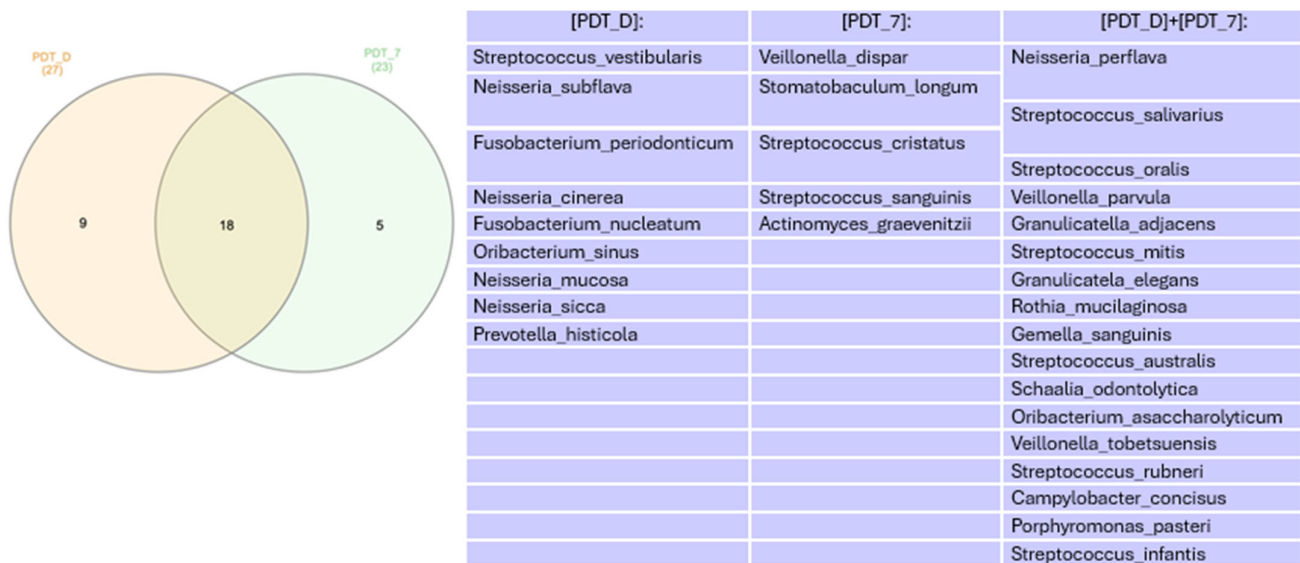 PDT_D
(27)
PDT_7
(23)
9
18
5
[PDT_D]: [PDT_7]: [PDT_D]+[PDT_7]:
Streptococcus_vestibularis Veillonella_dispar Neisseria_perflava
Neisseria_subflava Stomatobaculum_longum
Streptococcus_salivarius
Fusobacterium_periodonticum Streptococcus_cristatus
Streptococcus_oralis
Neisseria_cinerea Streptococcus_sanguinis Veillonella_parvula
Fusobacterium_nucleatum Actinomyces_graevenitzii Granulicatella_adjacens
Oribacterium_sinus Streptococcus_mitis
Neisseria_mucosa Granulicatela_elegans
Neisseria_sicca Rothia_mucilaginosa
Prevotella_histicola Gemella_sanguinis
Streptococcus_australis
Schaalia_odontolytica
Oribacterium_asaccharolyticum
Veillonella_tobetsuensis
Streptococcus_rubneri
Campylobacter_concisus
Porphyromonas_pasteri
Streptococcus_infantis